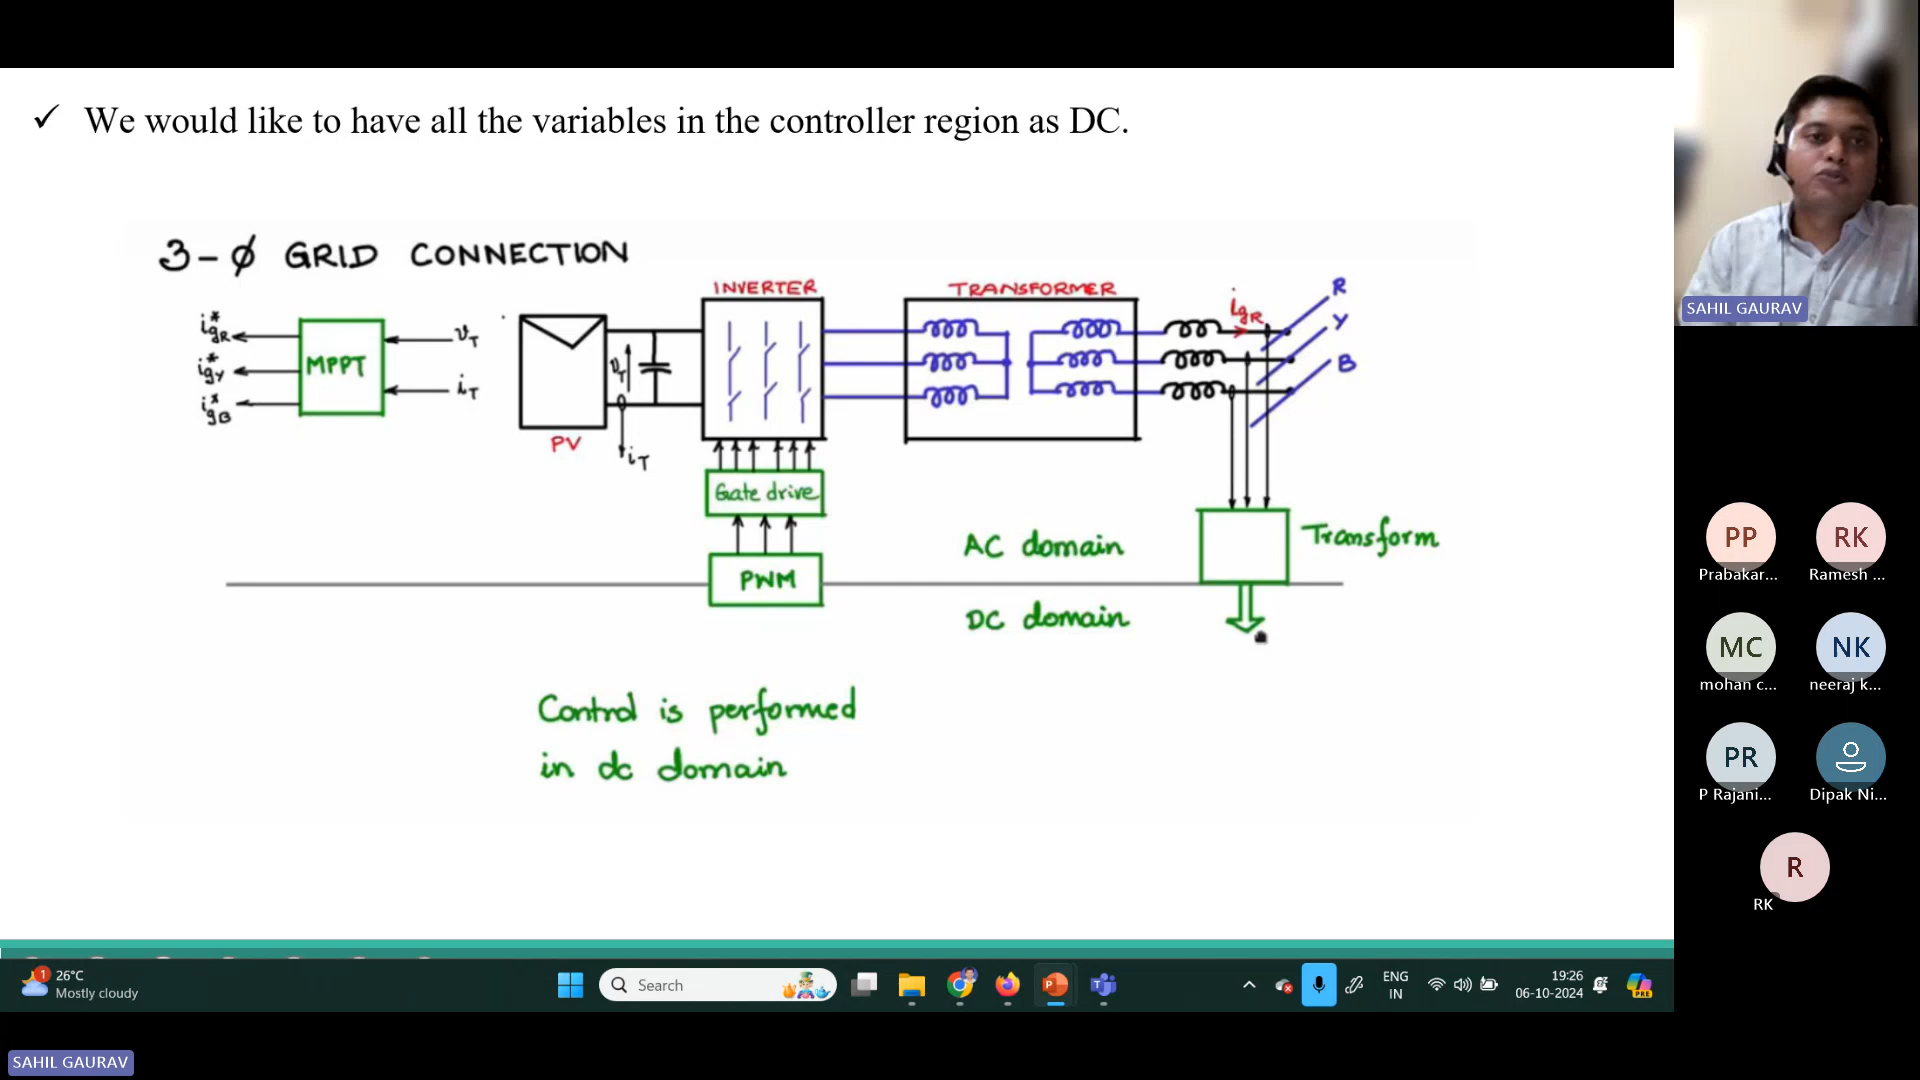 ✓ We would like to have all the variables in the controller region as DC.
3-ϕ GRID CONNECTION
INVERTER
TRANSFORMER
igR
R
Y
B
i*gR
i*gY
i*gB
MPPT
vT
iT
vT
PV
iT
Gate drive
PWM
AC domain
Transform
DC domain
Control is performed
in dc domain
SAHIL GAURAV
PP
Prabakar...
RK
Ramesh ...
MC
mohan c...
NK
neeraj k...
PR
P Rajani...
Dipak Ni...
R
RK
1
26°C
Mostly cloudy
Search
ENG
IN
19:26
06-10-2024
PRE
SAHIL GAURAV